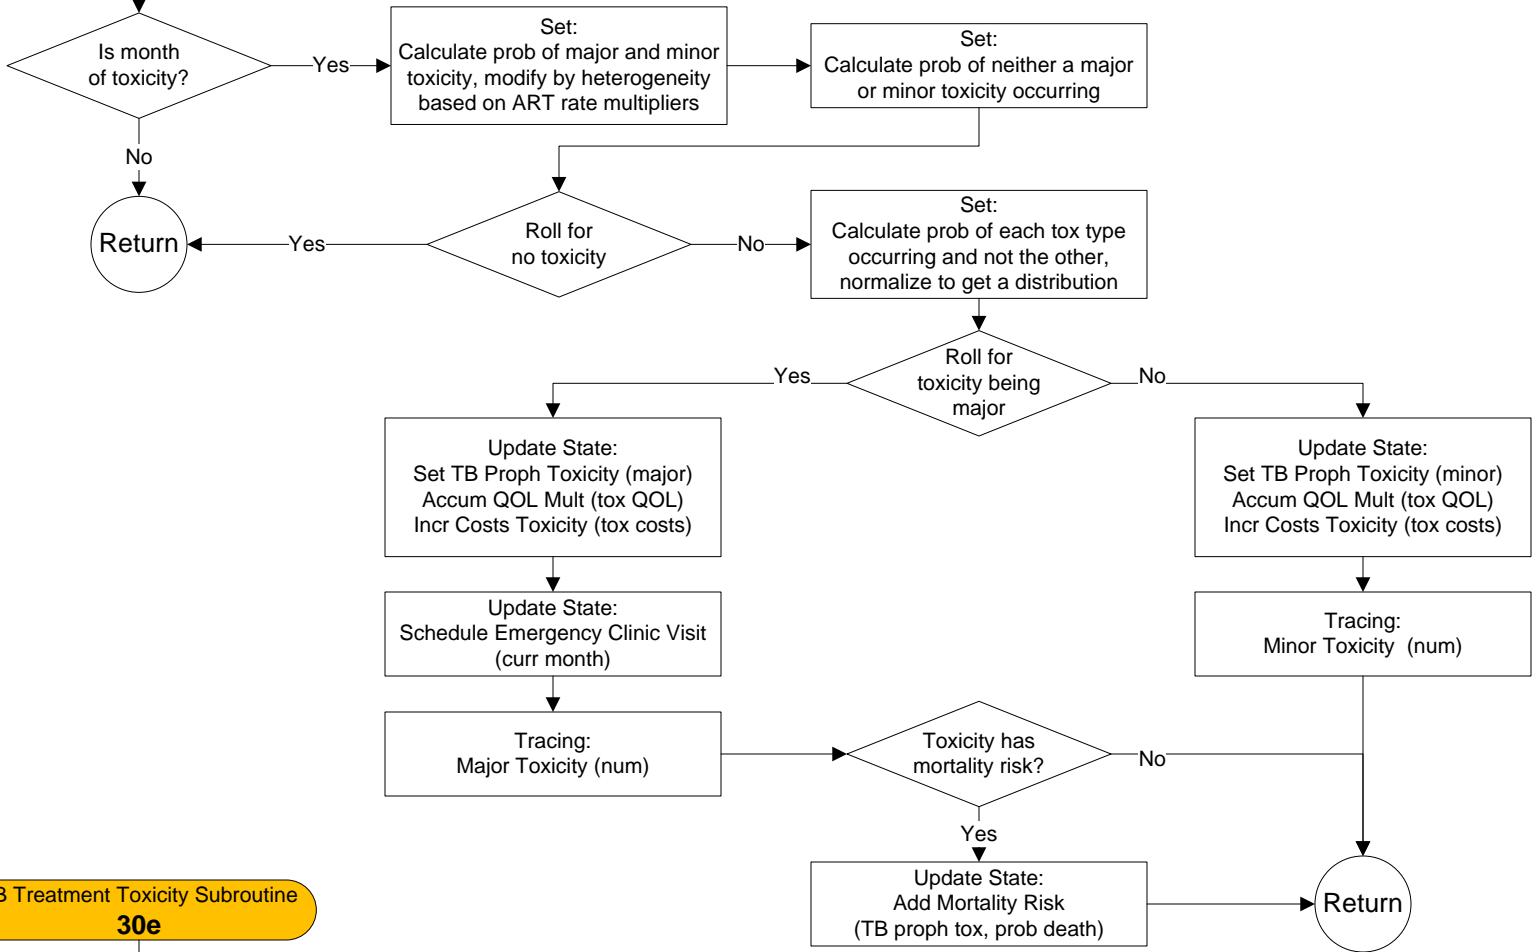 Is month
of toxicity?
Yes
Set:
Calculate prob of major and minor
toxicity, modify by heterogeneity
based on ART rate multipliers
Set:
Calculate prob of neither a major
or minor toxicity occurring
No
Return
Yes
Roll for
no toxicity
No
Set:
Calculate prob of each tox type
occurring and not the other,
normalize to get a distribution
Roll for
toxicity being
major
Yes
No
Update State:
Set TB Proph Toxicity (major)
Accum QOL Mult (tox QOL)
Incr Costs Toxicity (tox costs)
Update State:
Set TB Proph Toxicity (minor)
Accum QOL Mult (tox QOL)
Incr Costs Toxicity (tox costs)
Update State:
Schedule Emergency Clinic Visit
(curr month)
Tracing:
Minor Toxicity (num)
Tracing:
Major Toxicity (num)
Toxicity has
mortality risk?
No
Yes
Update State:
Add Mortality Risk
(TB proph tox, prob death)
Return
B Treatment Toxicity Subroutine
30e